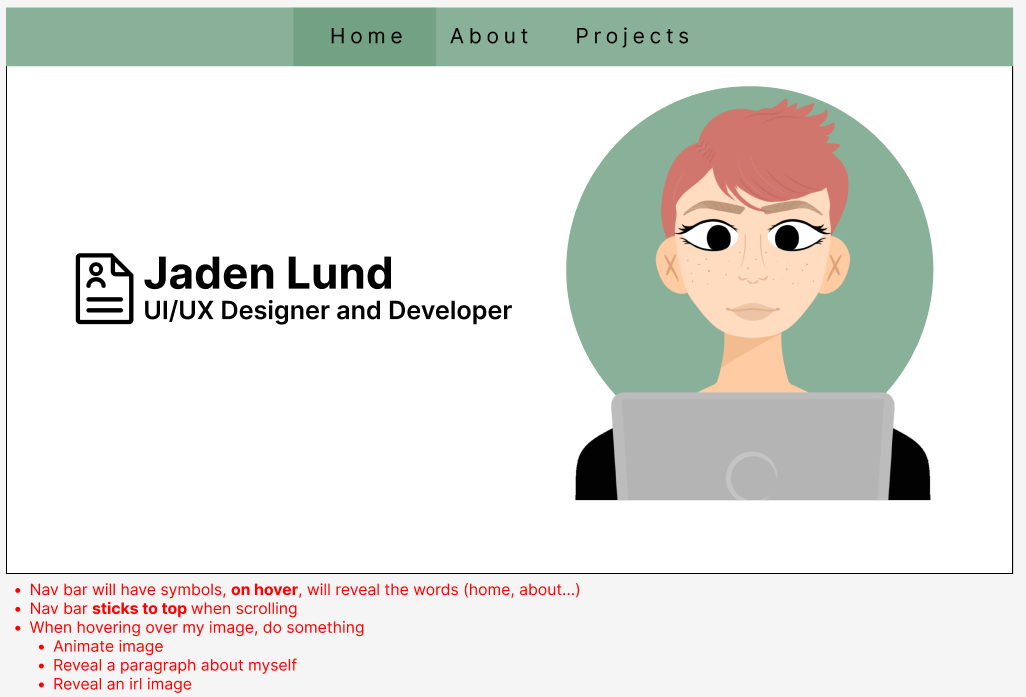 Home About Projects
Jaden Lund
UI/UX Designer and Developer
• Nav bar will have symbols, on hover, will reveal the words (home, about...)
• Nav bar sticks to top when scrolling
• When hovering over my image, do something
• Animate image
• Reveal a paragraph about myself
• Reveal an irl image